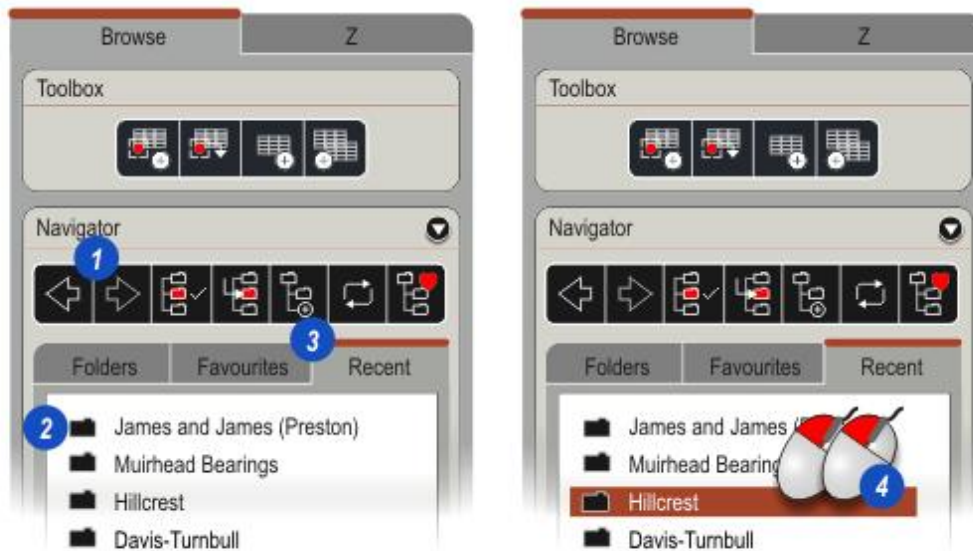 Browse Z
Toolbox
Navigator
1
3
Folders Favourites Recent
2 James and James (Preston)
Muirhead Bearings
Hillcrest
Davis-Turnbull
Browse Z
Toolbox
Navigator
Folders Favourites Recent
James and James (
Muirhead Bearing
4
Hillcrest
Davis-Turnbull